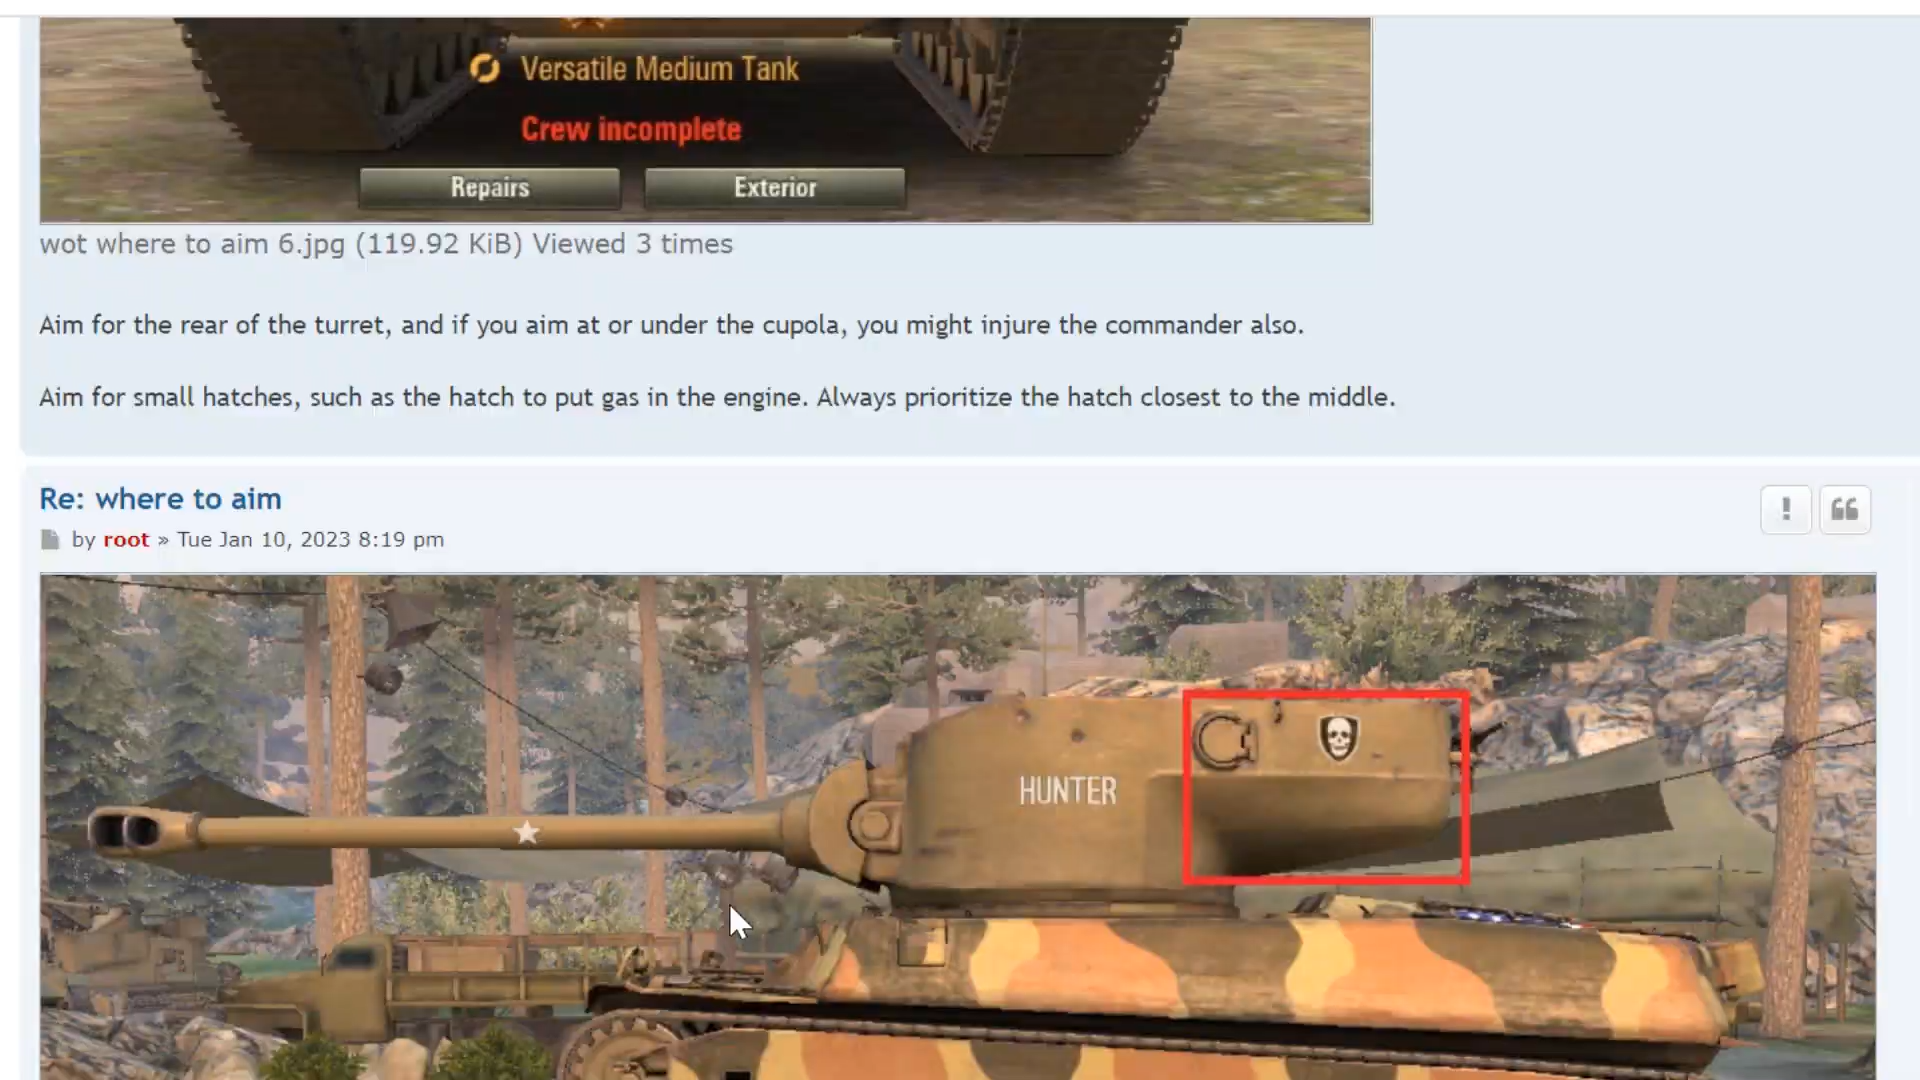 Versatile Medium Tank
Crew incomplete
Repairs Exterior
wot where to aim 6.jpg (119.92 KiB) Viewed 3 times
Aim for the rear of the turret, and if you aim at or under the cupola, you might injure the commander also.
Aim for small hatches, such as the hatch to put gas in the engine. Always prioritize the hatch closest to the middle.
Re: where to aim
by root » Tue Jan 10, 2023 8:19 pm
HUNTER